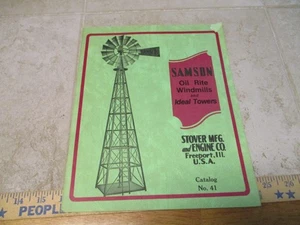 SAMSON
Oil Rite
Windmills
and
Ideal Towers
STOVER MFG.
and ENGINE CO.
Freeport, Ill.
U.S.A.
Catalog
No. 41
PEOPLE